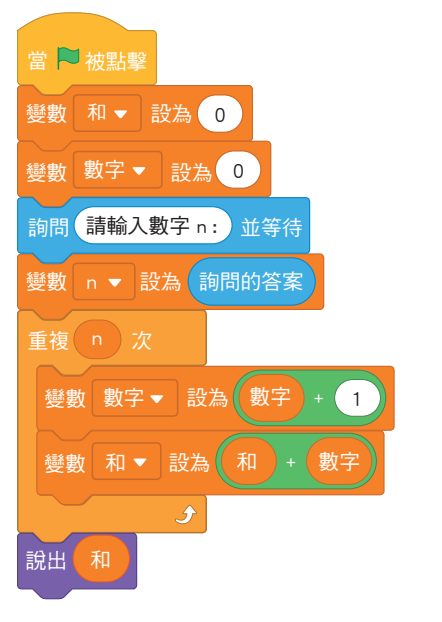 當 被點擊
變數 和 設為 0
變數 數字 設為 0
詢問 請輸入數字 n: 並等待
變數 n 設為 詢問的答案
重複 n 次
變數 數字 設為 數字 + 1
變數 和 設為 和 + 數字
說出 和